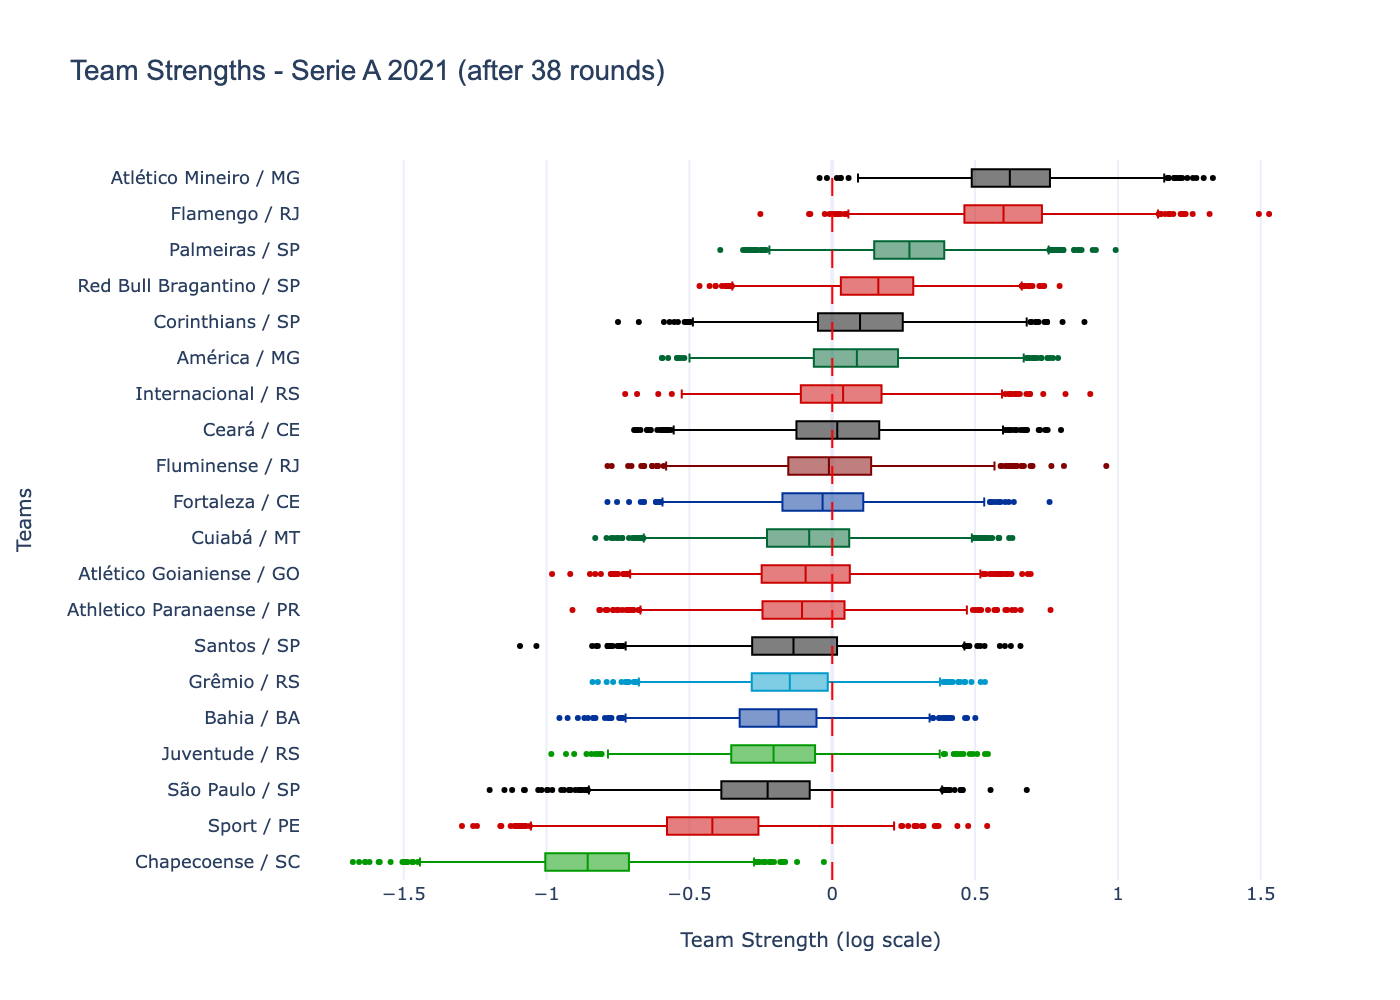 Team Strengths - Serie A 2021 (after 38 rounds)
Teams
Atlético Mineiro / MG
Flamengo / RJ
Palmeiras / SP
Red Bull Bragantino / SP
Corinthians / SP
América / MG
Internacional / RS
Ceará / CE
Fluminense / RJ
Fortaleza / CE
Cuiabá / MT
Atlético Goianiense / GO
Athletico Paranaense / PR
Santos / SP
Grêmio / RS
Bahia / BA
Juventude / RS
São Paulo / SP
Sport / PE
Chapecoense / SC
−1.5 −1 −0.5 0 0.5 1 1.5
Team Strength (log scale)